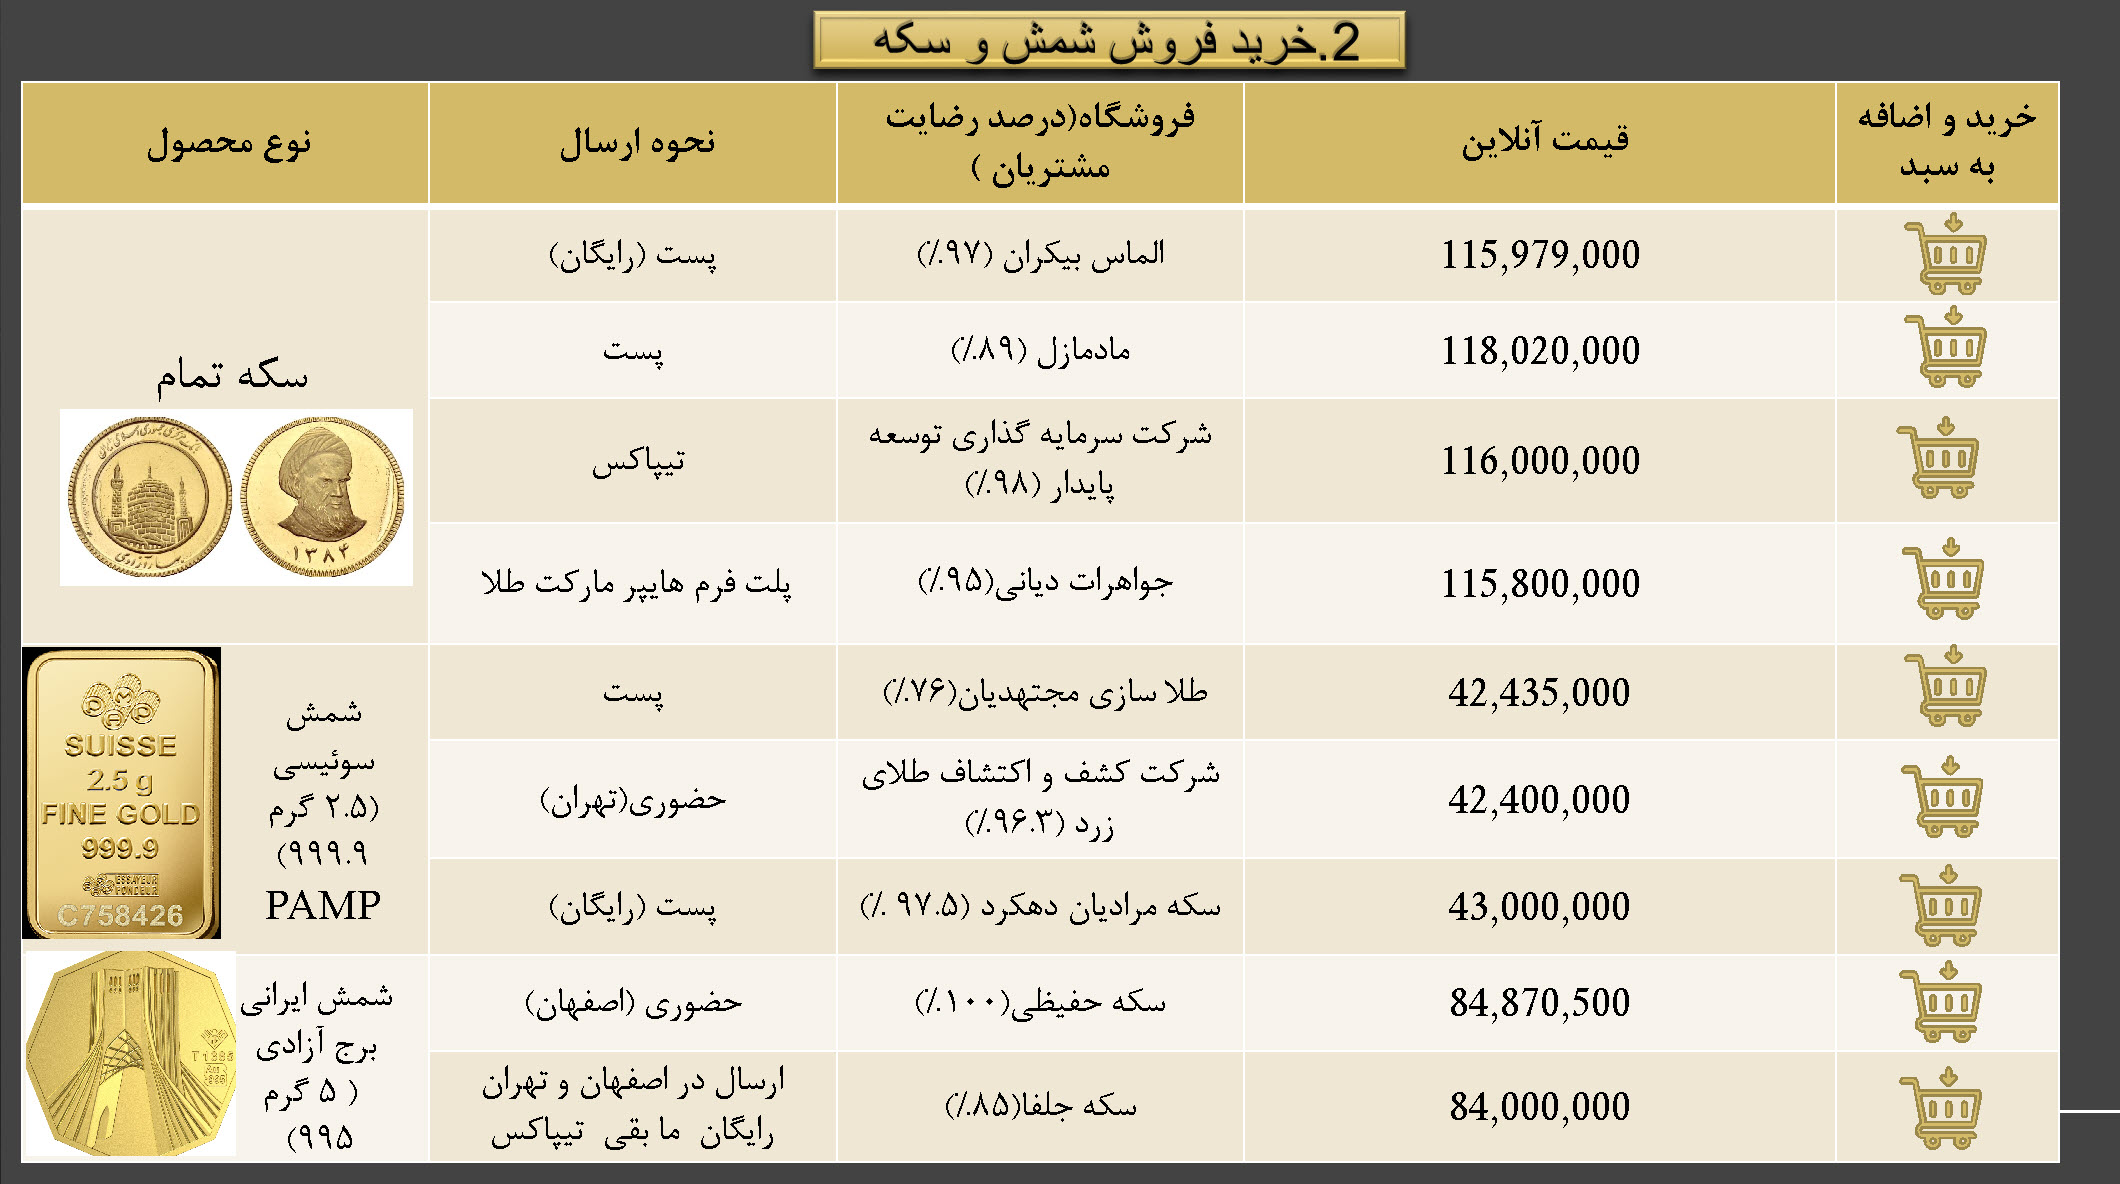 2.خرید فروش شمش و سکه
نوع محصول
نحوه ارسال
فروشگاه(درصد رضایت
مشتریان )
قیمت آنلاین
خرید و اضافه
به سبد
سکه تمام
۱۳۸۴
پست (رایگان)
الماس بیکران (۹۷٪)
115,979,000
پست
مادمازل (۸۹٪)
118,020,000
تیپاکس
شرکت سرمایه گذاری توسعه
پایدار (۹۸٪)
116,000,000
پلت فرم هایپر مارکت طلا
جواهرات دیانی(۹۵٪)
115,800,000
SUISSE
2.5 g
FINE GOLD
999.9
ESSAYEUR
FONDEUR
C758426
شمش
سوئیسی
(۲.۵ گرم
۹۹۹.۹)
PAMP
پست
طلا سازی مجتهدیان(۷۶٪)
42,435,000
حضوری(تهران)
شرکت کشف و اکتشاف طلای
زرد (۹۶.۳٪)
42,400,000
پست (رایگان)
سکه مرادیان دهکرد (۹۷.۵ ٪)
43,000,000
شمش ایرانی
برج آزادی
( ۵ گرم
۹۹۵)
حضوری (اصفهان)
سکه حفیظی(۱۰۰٪)
84,870,500
ارسال در اصفهان و تهران
رایگان ما بقی تیپاکس
سکه جلفا(۸۵٪)
84,000,000